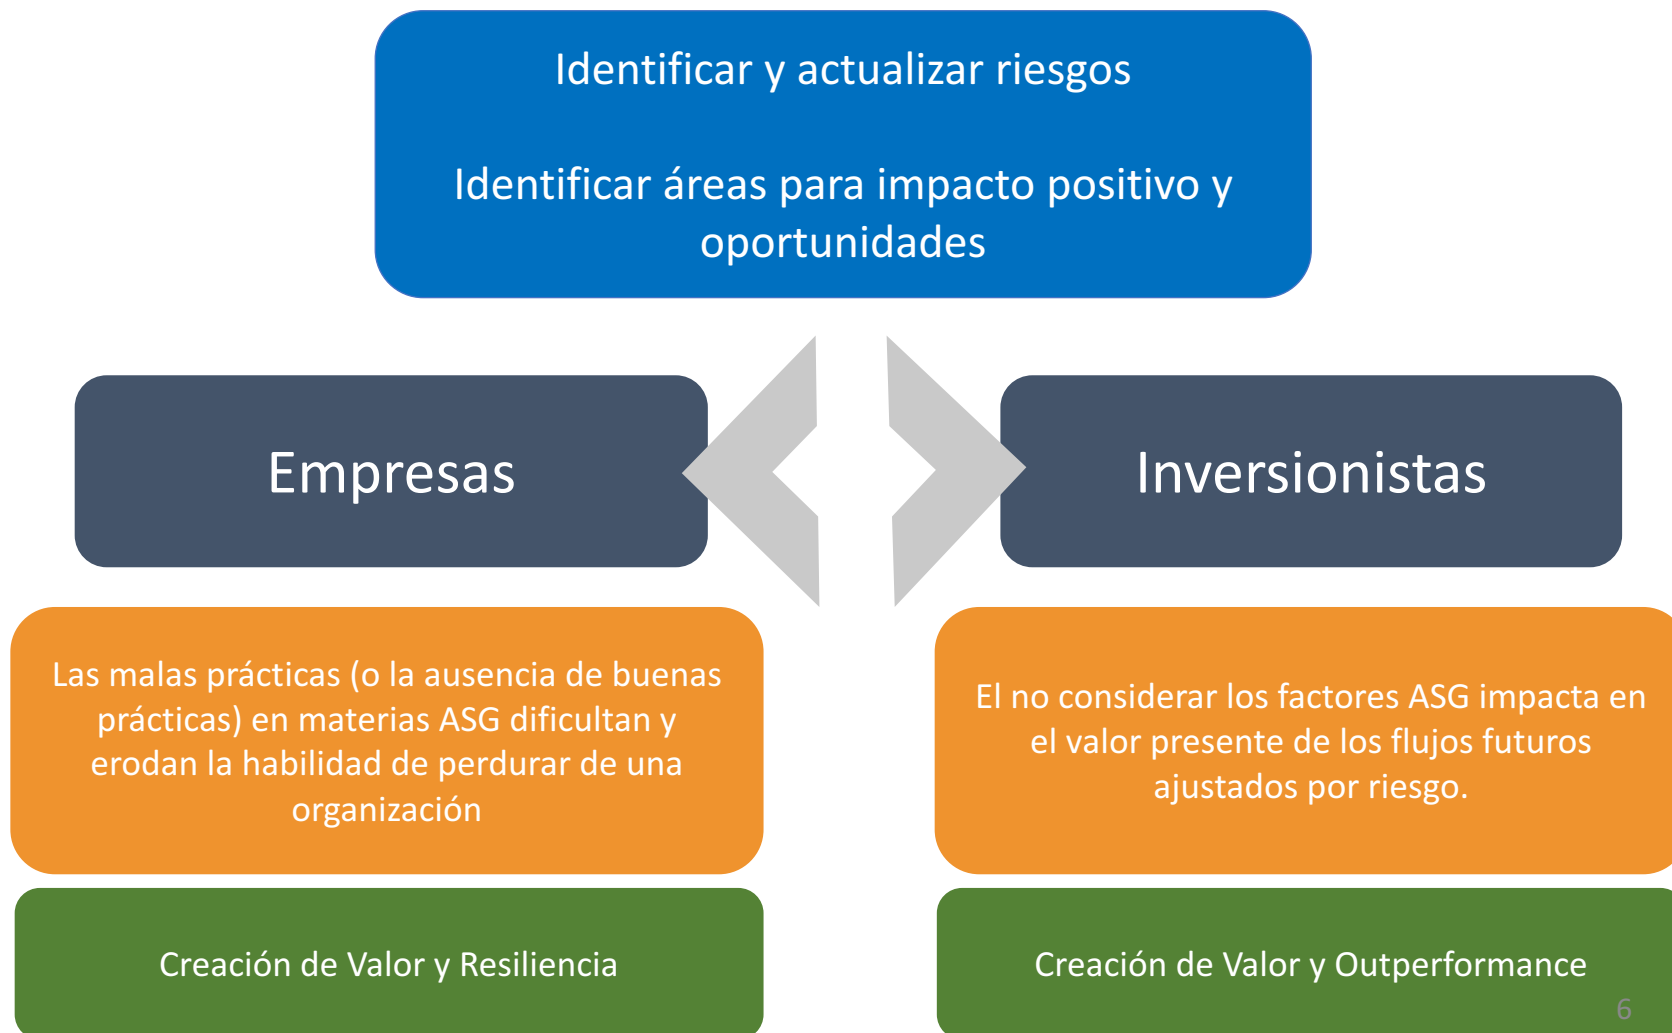 Identificar y actualizar riesgos
Identificar áreas para impacto positivo y
oportunidades
Empresas
Inversionistas
Las malas prácticas (o la ausencia de buenas
prácticas) en materias ASG dificultan y
erodan la habilidad de perdurar de una
organización
El no considerar los factores ASG impacta en
el valor presente de los flujos futuros
ajustados por riesgo.
Creación de Valor y Resiliencia
Creación de Valor y Outperformance
6